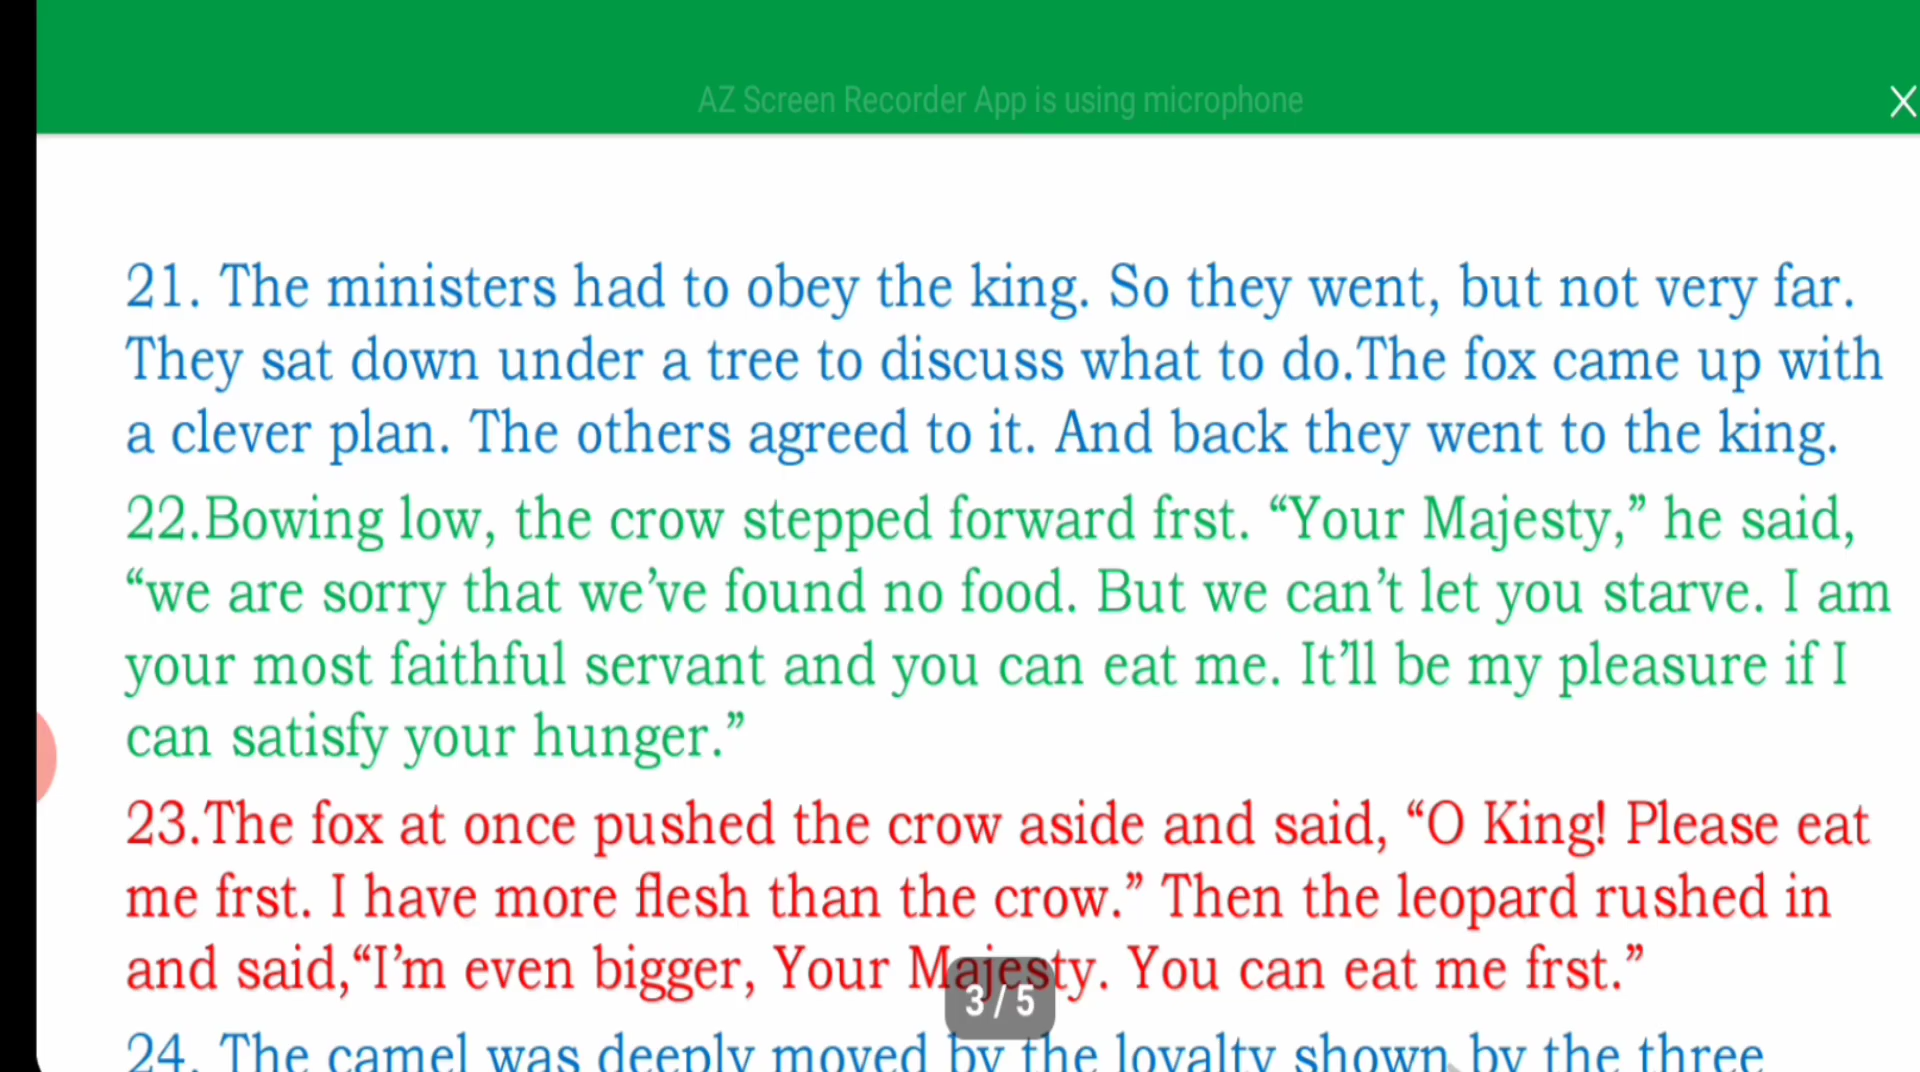 AZ Screen Recorder App is using microphone
21. The ministers had to obey the king. So they went, but not very far.
They sat down under a tree to discuss what to do.The fox came up with
a clever plan. The others agreed to it. And back they went to the king.
22.Bowing low, the crow stepped forward frst. “Your Majesty,” he said,
“we are sorry that we’ve found no food. But we can’t let you starve. I am
your most faithful servant and you can eat me. It’ll be my pleasure if I
can satisfy your hunger.”
23.The fox at once pushed the crow aside and said, “O King! Please eat
me frst. I have more flesh than the crow.” Then the leopard rushed in
and said,“I’m even bigger, Your Majesty. You can eat me frst.”
3 / 5
24. The camel was deeply moved by the loyalty shown by the three